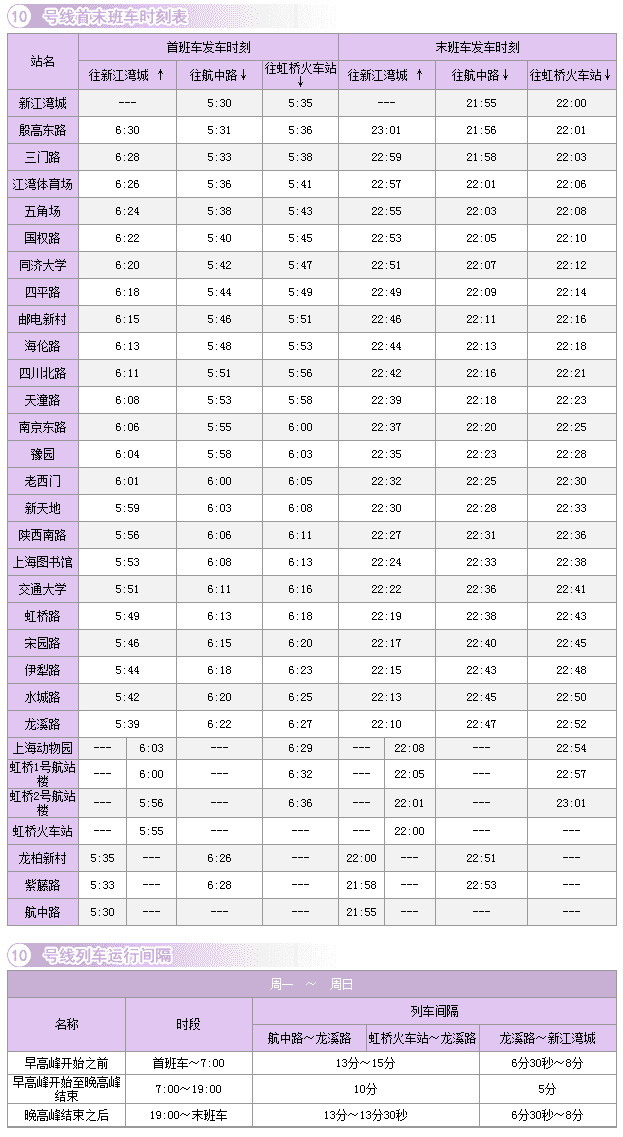 10 号线首末班车时刻表
站名 首班车发车时刻 末班车发车时刻
往新江湾城 ↑ 往航中路↓ 往虹桥火车站↓ 往新江湾城 ↑ 往航中路↓ 往虹桥火车站↓
新江湾城 --- 5:30 5:35 --- 21:55 22:00
殷高东路 6:30 5:31 5:36 23:01 21:56 22:01
三门路 6:28 5:33 5:38 22:59 21:58 22:03
江湾体育场 6:26 5:36 5:41 22:57 22:01 22:06
五角场 6:24 5:38 5:43 22:55 22:03 22:08
国权路 6:22 5:40 5:45 22:53 22:05 22:10
同济大学 6:20 5:42 5:47 22:51 22:07 22:12
四平路 6:18 5:44 5:49 22:49 22:09 22:14
邮电新村 6:15 5:46 5:51 22:46 22:11 22:16
海伦路 6:13 5:48 5:53 22:44 22:13 22:18
四川北路 6:11 5:51 5:56 22:42 22:16 22:21
天潼路 6:08 5:53 5:58 22:39 22:18 22:23
南京东路 6:06 5:55 6:00 22:37 22:20 22:25
豫园 6:04 5:58 6:03 22:35 22:23 22:28
老西门 6:01 6:00 6:05 22:32 22:25 22:30
新天地 5:59 6:03 6:08 22:30 22:28 22:33
陕西南路 5:56 6:06 6:11 22:27 22:31 22:36
上海图书馆 5:53 6:08 6:13 22:24 22:33 22:38
交通大学 5:51 6:11 6:16 22:22 22:36 22:41
虹桥路 5:49 6:13 6:18 22:19 22:38 22:43
宋园路 5:46 6:15 6:20 22:17 22:40 22:45
伊犁路 5:44 6:18 6:23 22:15 22:43 22:48
水城路 5:42 6:20 6:25 22:13 22:45 22:50
龙溪路 5:39 6:22 6:27 22:10 22:47 22:52
上海动物园 --- 6:03 --- 6:29 --- 22:08 --- 22:54
虹桥1号航站楼 --- 6:00 --- 6:32 --- 22:05 --- 22:57
虹桥2号航站楼 --- 5:56 --- 6:36 --- 22:01 --- 23:01
虹桥火车站 --- 5:55 --- --- --- 22:00 --- ---
龙柏新村 5:35 --- 6:26 --- 22:00 --- 22:51 ---
紫藤路 5:33 --- 6:28 --- 21:58 --- 22:53 ---
航中路 5:30 --- --- --- 21:55 --- --- ---
10 号线列车运行间隔
周一 ～ 周日
名称 时段 列车间隔
航中路～龙溪路 虹桥火车站～龙溪路 龙溪路～新江湾城
早高峰开始之前 首班车～7:00 13分～15分 6分30秒～8分
早高峰开始至晚高峰结束 7:00～19:00 10分 5分
晚高峰结束之后 19:00～末班车 13分～13分30秒 6分30秒～8分